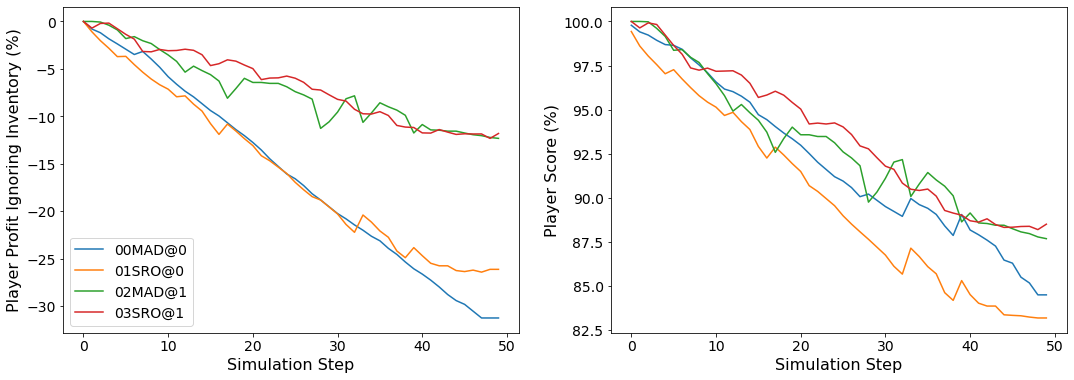 Player Profit Ignoring Inventory (%)
0
−5
−10
−15
−20
−25
−30
00MAD@0
01SRO@0
02MAD@1
03SRO@1
0 10 20 30 40 50
Simulation Step
Player Score (%)
100.0
97.5
95.0
92.5
90.0
87.5
85.0
82.5
0 10 20 30 40 50
Simulation Step